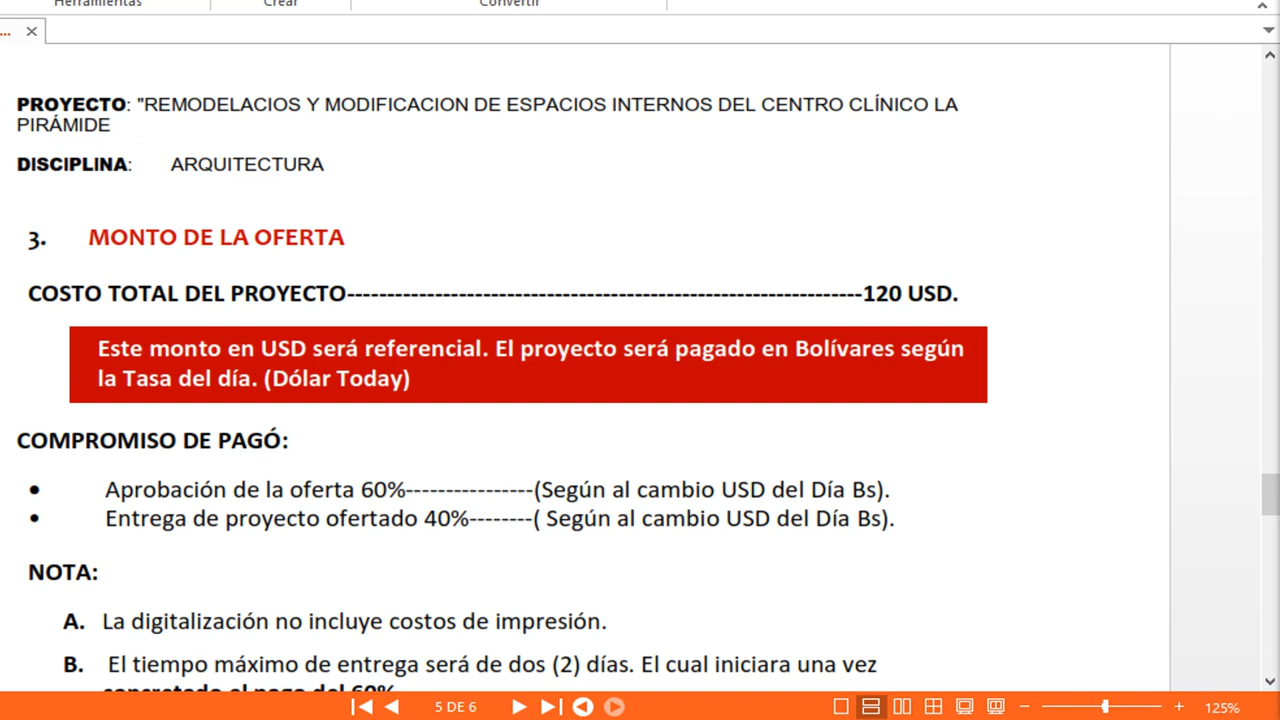 Herramientas Crear Convertir
...
PROYECTO: "REMODELACIOS Y MODIFICACION DE ESPACIOS INTERNOS DEL CENTRO CLÍNICO LA
PIRÁMIDE
DISCIPLINA: ARQUITECTURA
3. MONTO DE LA OFERTA
COSTO TOTAL DEL PROYECTO-----------------------------------------------------------------120 USD.
Este monto en USD será referencial. El proyecto será pagado en Bolívares según
la Tasa del día. (Dólar Today)
COMPROMISO DE PAGÓ:
• Aprobación de la oferta 60%----------------(Según al cambio USD del Día Bs).
• Entrega de proyecto ofertado 40%--------( Según al cambio USD del Día Bs).
NOTA:
A. La digitalización no incluye costos de impresión.
B. El tiempo máximo de entrega será de dos (2) días. El cual iniciara una vez
concretado el pago del 60%
5 DE 6
125%